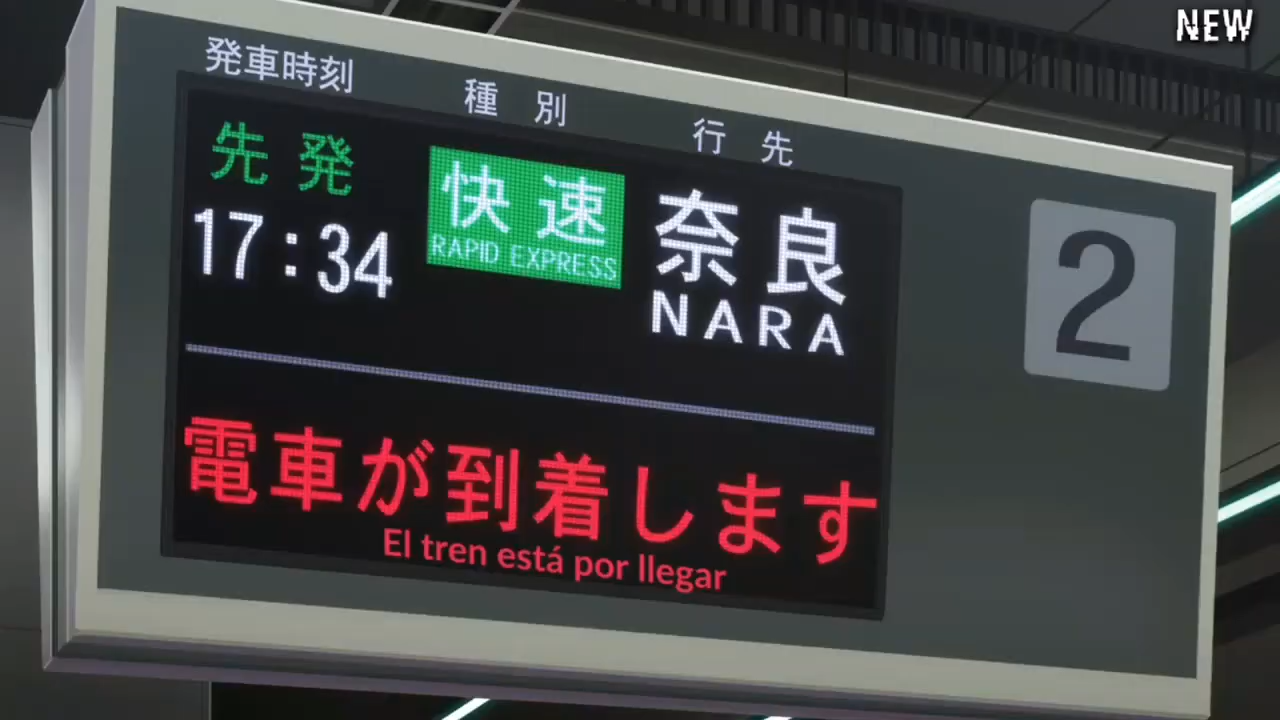 NEW
発車時刻 種別 行先
先発 快速 奈良
17:34 RAPID EXPRESS NARA
2
電車が到着します
El tren está por llegar